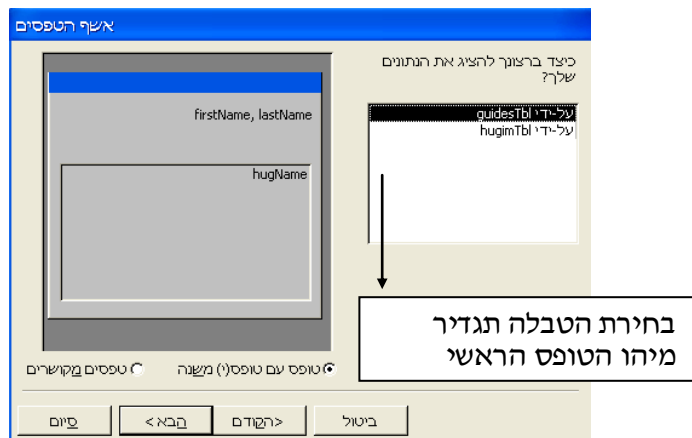 אשף הטפסים
כיצד ברצונך להציג את הנתונים
שלך?
על-ידי guidesTbl
על-ידי hugimTbl
firstName, lastName
hugName
בחירת הטבלה תגדיר
מיהו הטופס הראשי
טופס עם טופס(י) משנה
טפסים מקושרים
ביטול
<הקודם
הבא>
סיום